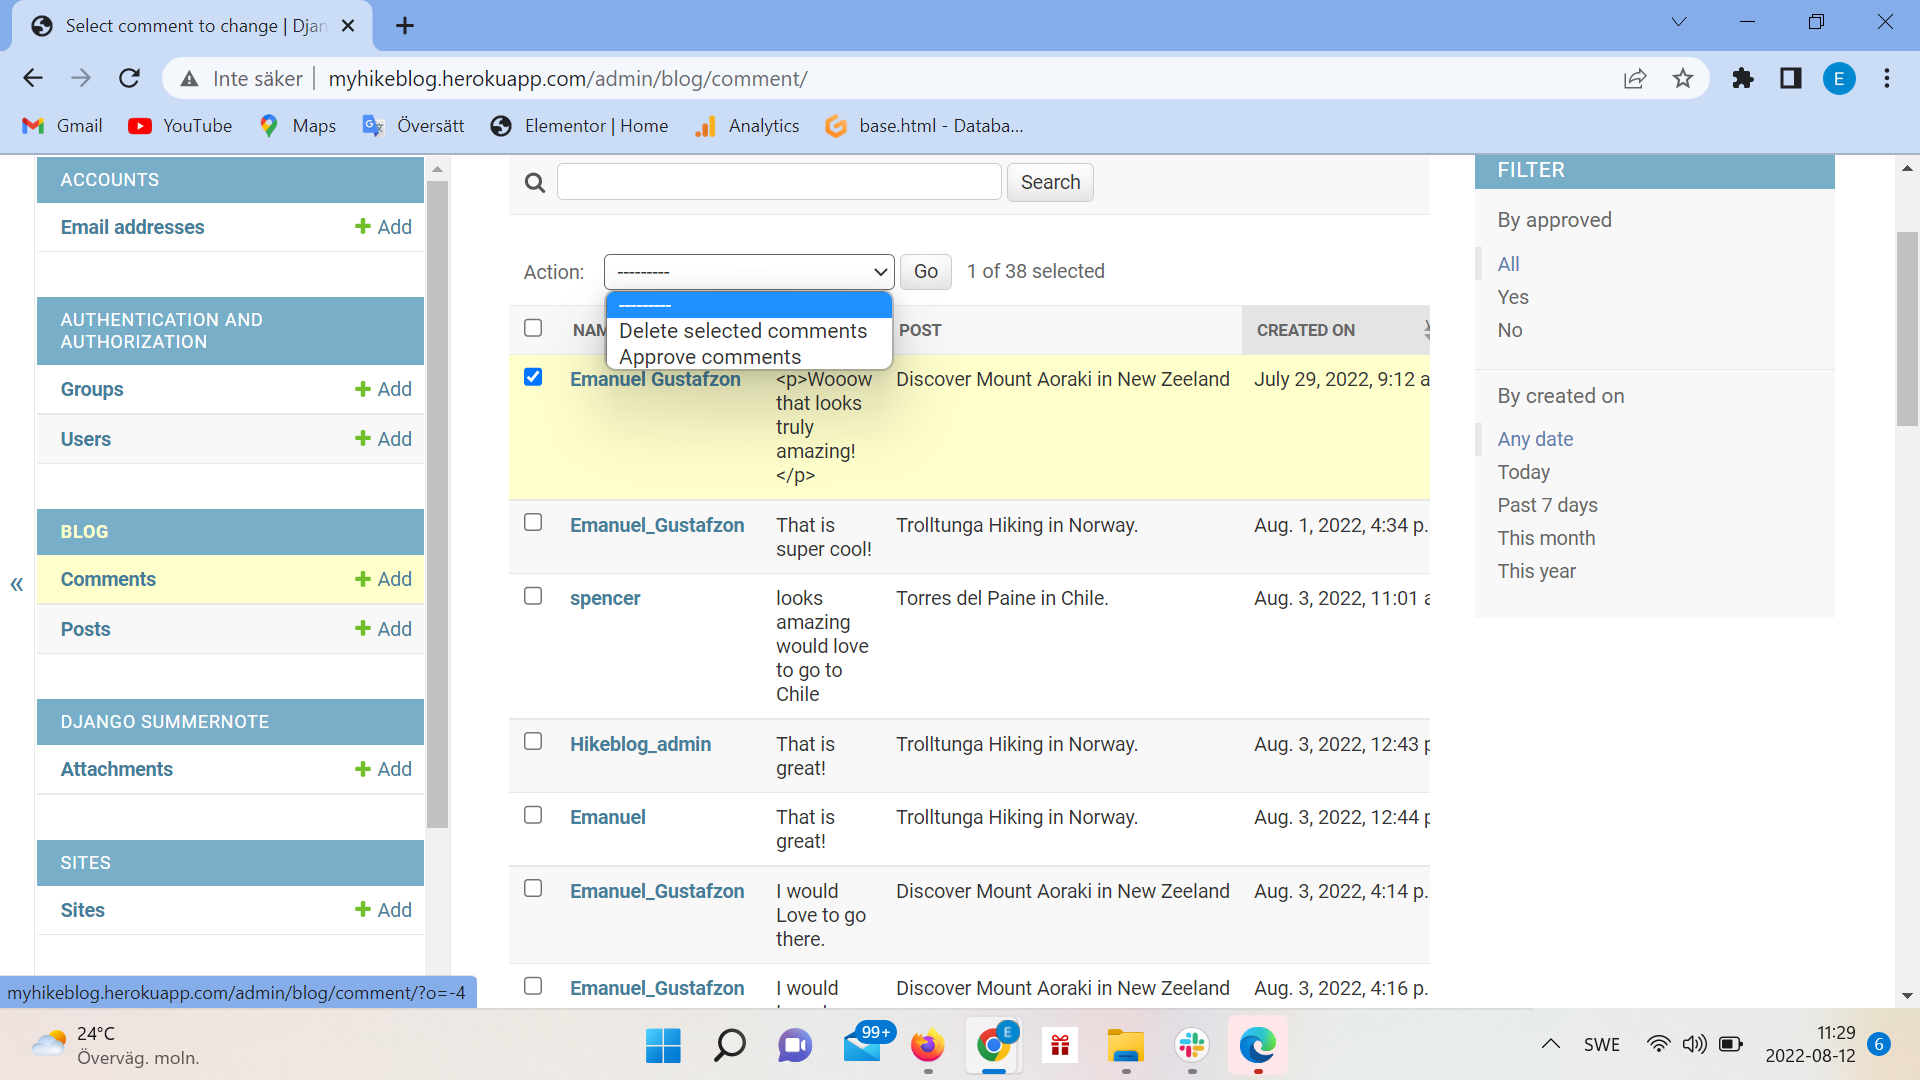 Select comment to change | Djan
Inte säker myhikeblog.herokuapp.com/admin/blog/comment/
E
Gmail YouTube Maps Översätt Elementor | Home Analytics base.html - Databa...
ACCOUNTS
Email addresses Add
AUTHENTICATION AND
AUTHORIZATION
Groups Add
Users Add
BLOG
«
Comments Add
Posts Add
DJANGO SUMMERNOTE
Attachments Add
SITES
Sites Add
myhikeblog.herokuapp.com/admin/blog/comment/?o=-4
Search
Action: --------- Go 1 of 38 selected
---------
Delete selected comments
Approve comments
NAM POST CREATED ON
Emanuel Gustafzon <p>Wooow Discover Mount Aoraki in New Zeeland July 29, 2022, 9:12 a
that looks
truly
amazing!
</p>
Emanuel_Gustafzon That is Trolltunga Hiking in Norway. Aug. 1, 2022, 4:34 p.
super cool!
spencer looks Torres del Paine in Chile. Aug. 3, 2022, 11:01 a
amazing
would love
to go to
Chile
Hikeblog_admin That is Trolltunga Hiking in Norway. Aug. 3, 2022, 12:43 p
great!
Emanuel That is Trolltunga Hiking in Norway. Aug. 3, 2022, 12:44 p
great!
Emanuel_Gustafzon I would Discover Mount Aoraki in New Zeeland Aug. 3, 2022, 4:14 p.
Love to go
there.
Emanuel_Gustafzon I would Discover Mount Aoraki in New Zeeland Aug. 3, 2022, 4:16 p.
FILTER
By approved
All
Yes
No
By created on
Any date
Today
Past 7 days
This month
This year
24°C
Överväg. moln.
99+
E
SWE
11:29
2022-08-12
6